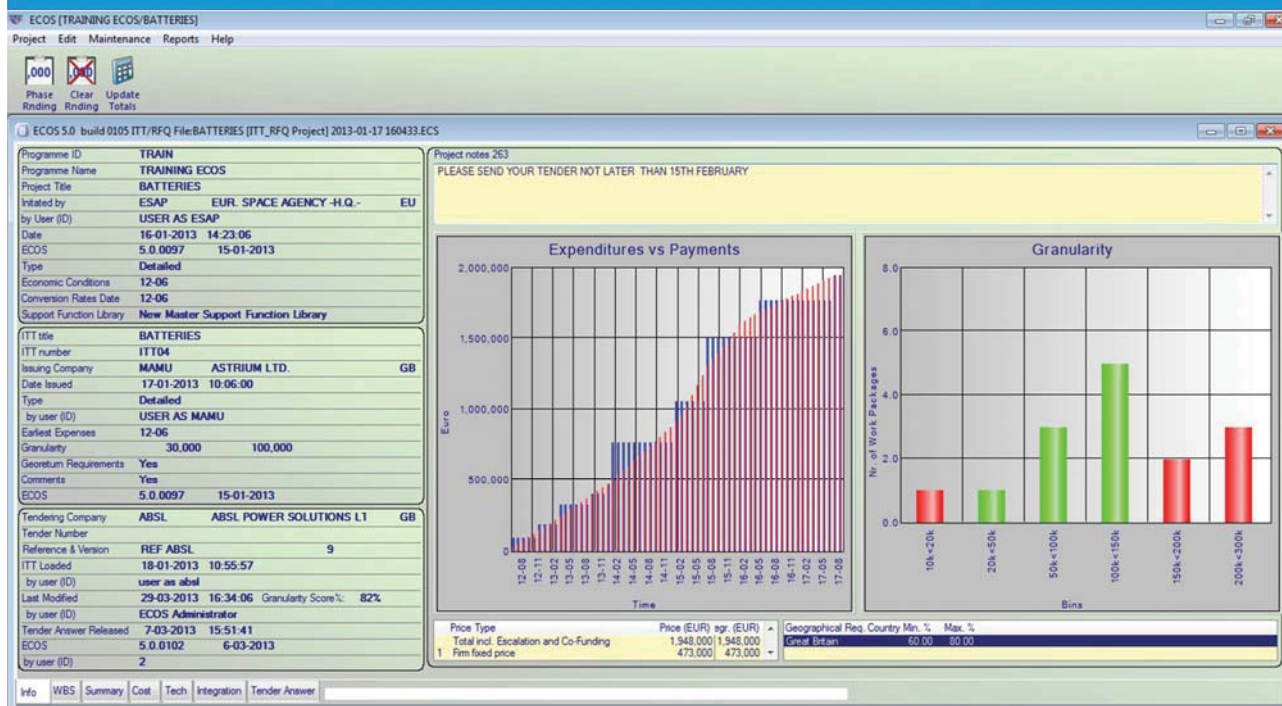 ECOS [TRAINING ECOS/BATTERIES]
Project Edit Maintenance Reports Help
Phase Rnding
Clear Rnding
Update Totals
ECOS 5.0 build 0105 ITT/RFQ File:BATTERIES [ITT_RFQ Project] 2013-01-17 160433.ECS
Programme ID TRAIN
Programme Name TRAINING ECOS
Project Title BATTERIES
Initated by ESAP EUR. SPACE AGENCY -H.Q.- EU
by User (ID) USER AS ESAP
Date 16-01-2013 14:23:06
ECOS 5.0.0097 15-01-2013
Type Detailed
Economic Conditions 12-06
Conversion Rates Date 12-06
Support Function Library New Master Support Function Library
ITT title BATTERIES
ITT number ITT04
Issuing Company MAMU ASTRIUM LTD. GB
Date Issued 17-01-2013 10:06:00
Type Detailed
by user (ID) USER AS MAMU
Earliest Expenses 12-06
Granularity 30,000 100,000
Georeturn Requirements Yes
Comments Yes
ECOS 5.0.0097 15-01-2013
Tendering Company ABSL ABSL POWER SOLUTIONS L1 GB
Tender Number
Reference & Version REF ABSL 9
ITT Loaded 18-01-2013 10:55:57
by user (ID) user as absl
Last Modified 29-03-2013 16:34:06 Granularity Score%: 82%
by user (ID) ECOS Administrator
Tender Answer Released 7-03-2013 15:51:41
ECOS 5.0.0102 6-03-2013
by user (ID) 2
Project notes 263
PLEASE SEND YOUR TENDER NOT LATER THAN 15TH FEBRUARY
Expenditures vs Payments
2,000,000
1,500,000
1,000,000
500,000
0
Euro
12-08 12-11 13-02 13-05 13-08 13-11 14-02 14-05 14-08 14-11 15-02 15-05 15-08 15-11 16-02 16-05 16-08 16-11 17-02 17-05 17-08
Time
Granularity
8.0
6.0
4.0
2.0
0.0
Nr. of Work Packages
10k<20k 20k<50k 50k<100k 100k<150k 150k<200k 200k<300k
Bins
Price Type Price (EUR) egr. (EUR)
Total incl. Escalation and Co-Funding 1,948,000 1,948,000
1 Firm fixed price 473,000 473,000
Geographical Req. Country Min. % Max. %
Great Britain 60.00 80.00
Info WBS Summary Cost Tech Integration Tender Answer